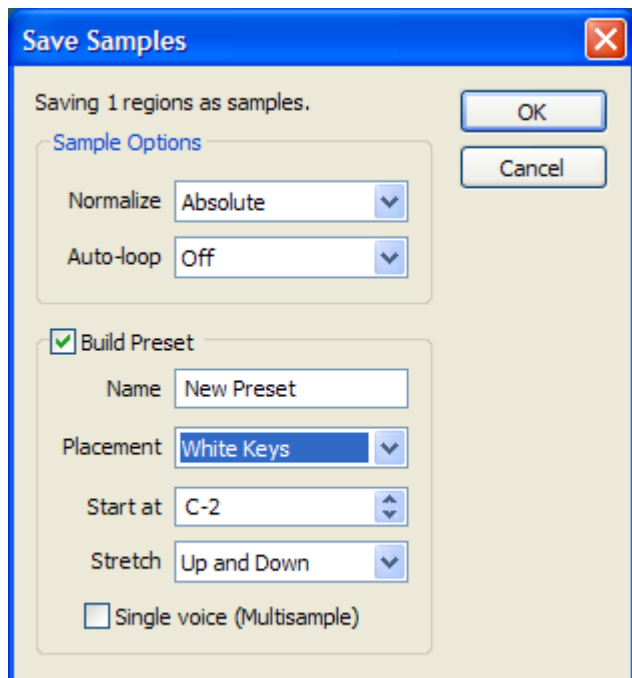 Save Samples
Saving 1 regions as samples.
OK
Cancel
Sample Options
Normalize Absolute
Auto-loop Off
Build Preset
Name New Preset
Placement White Keys
Start at C-2
Stretch Up and Down
Single voice (Multisample)